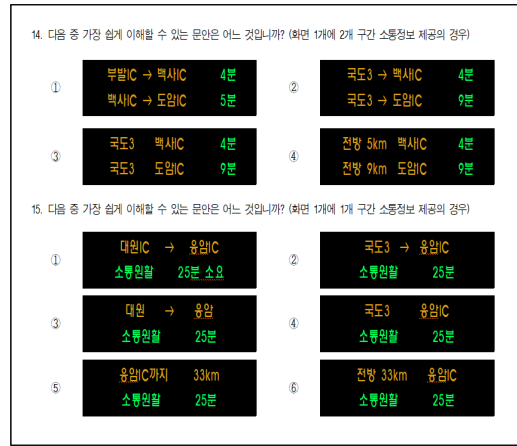 14. 다음 중 가장 쉽게 이해할 수 있는 문안은 어느 것입니까? (화면 1개에 2개 구간 소통정보 제공의 경우)
①
부발IC → 백사IC 4분
백사IC → 도암IC 5분
②
국도3 → 백사IC 4분
국도3 → 도암IC 9분
③
국도3 백사IC 4분
국도3 도암IC 9분
④
전방 5km 백사IC 4분
전방 9km 도암IC 9분
15. 다음 중 가장 쉽게 이해할 수 있는 문안은 어느 것입니까? (화면 1개에 1개 구간 소통정보 제공의 경우)
①
대원IC → 응암IC
소통원활 25분 소요
②
국도3 → 응암IC
소통원활 25분
③
대원 → 응암
소통원활 25분
④
국도3 응암IC
소통원활 25분
⑤
응암IC까지 33km
소통원활 25분
⑥
전방 33km 응암IC
소통원활 25분